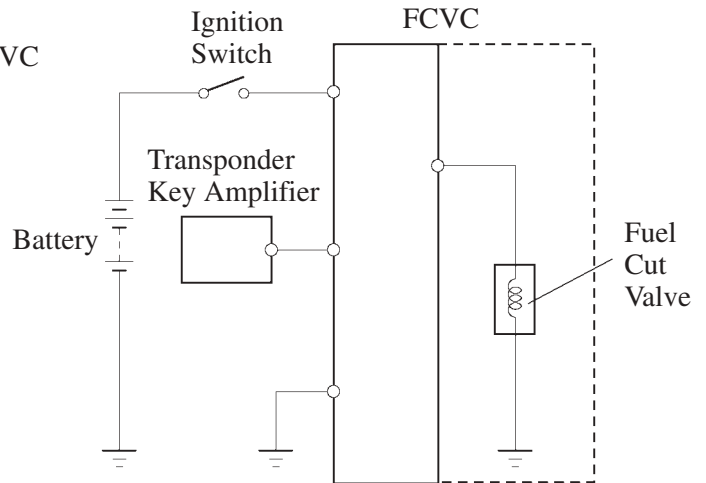 VC
Ignition
Switch
FCVC
Transponder
Key Amplifier
Battery
Fuel
Cut
Valve